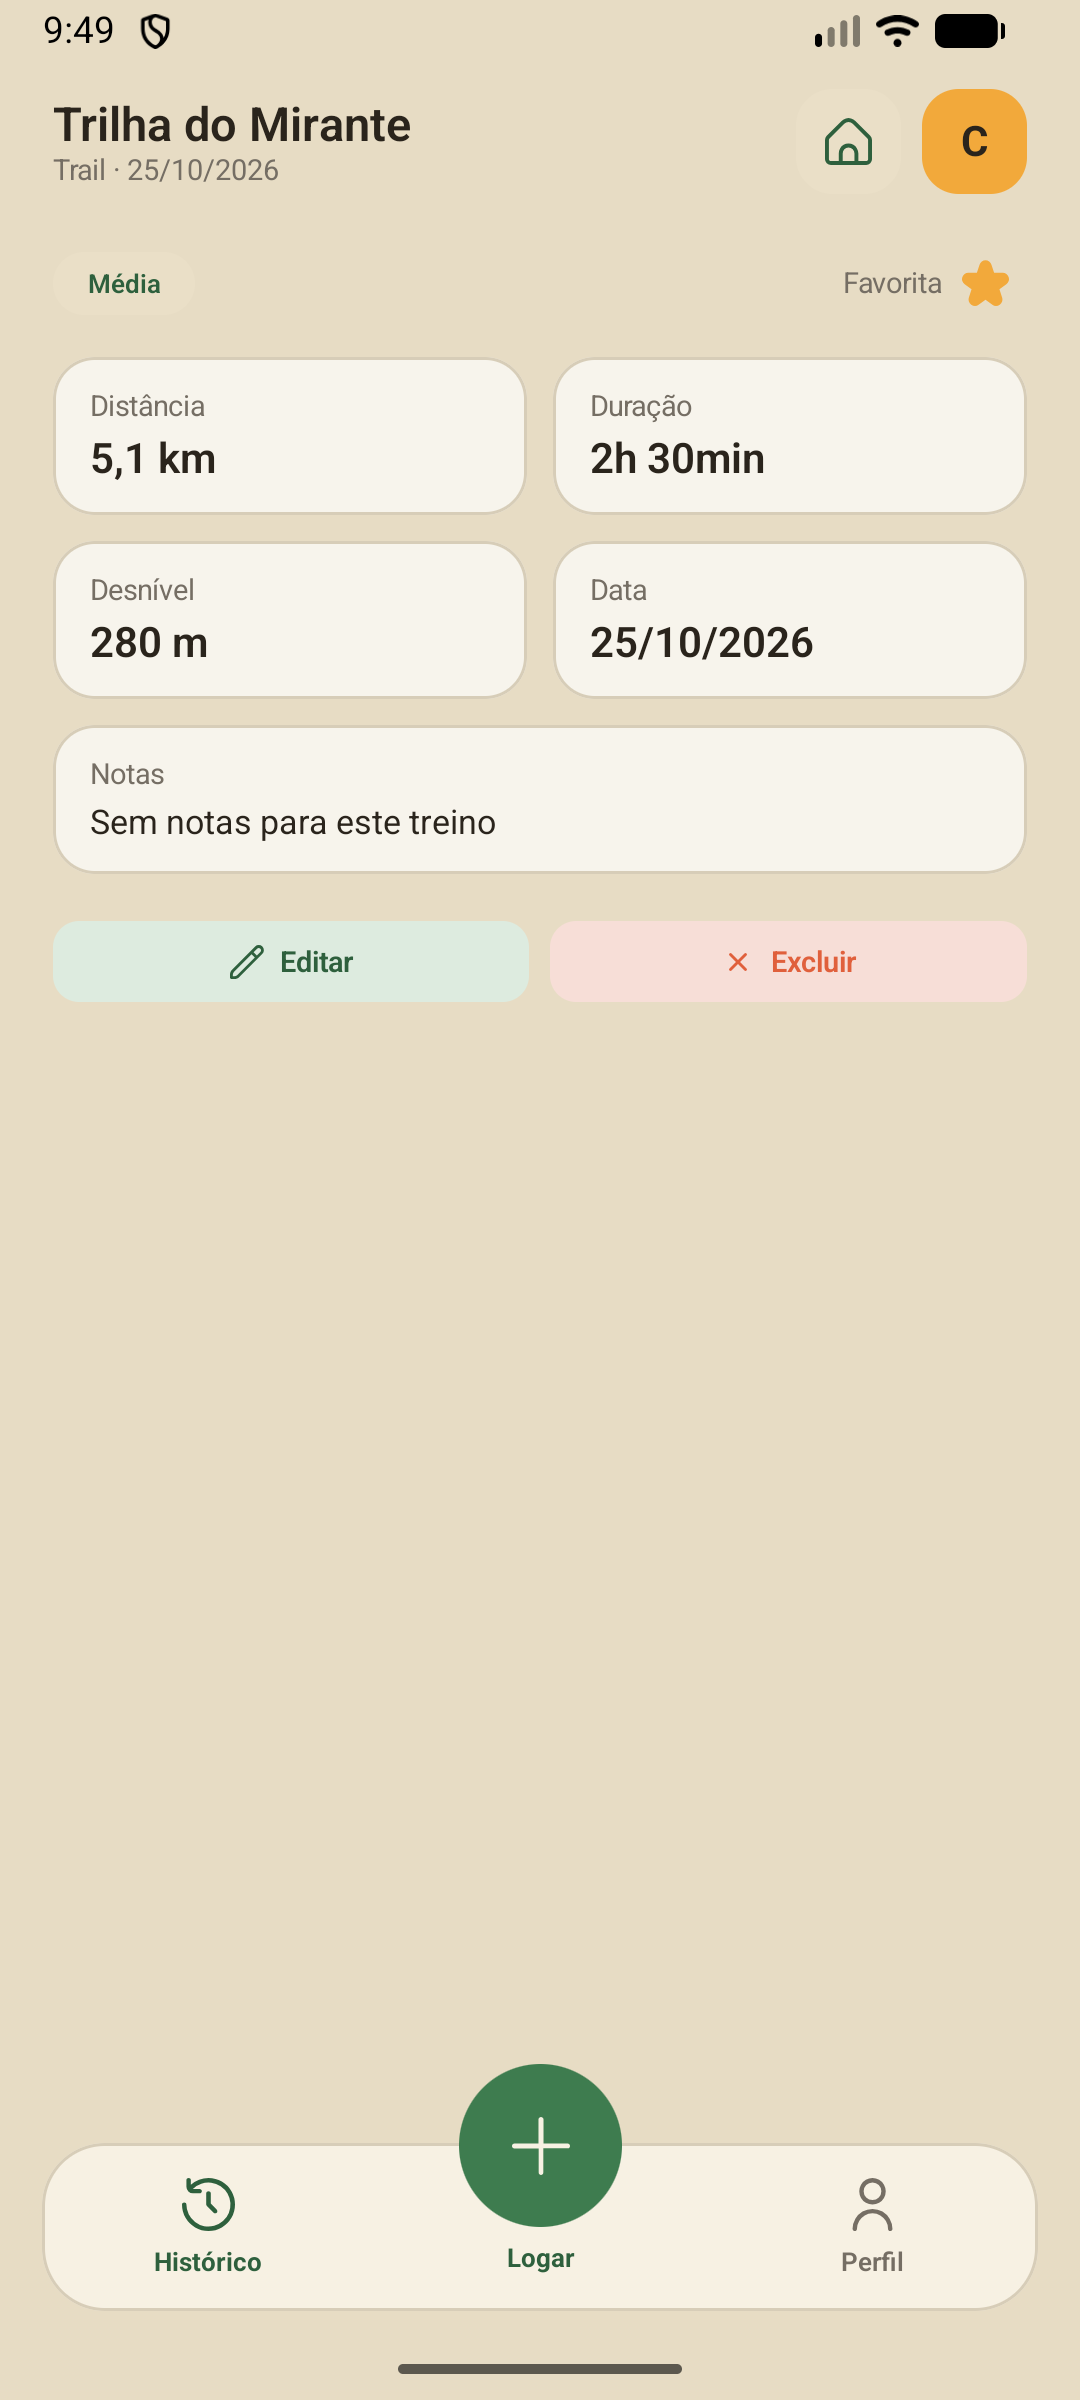 9:49
Trilha do Mirante
Trail · 25/10/2026
C
Média
Favorita
Distância
5,1 km
Duração
2h 30min
Desnível
280 m
Data
25/10/2026
Notas
Sem notas para este treino
Editar
Excluir
Histórico
Logar
Perfil